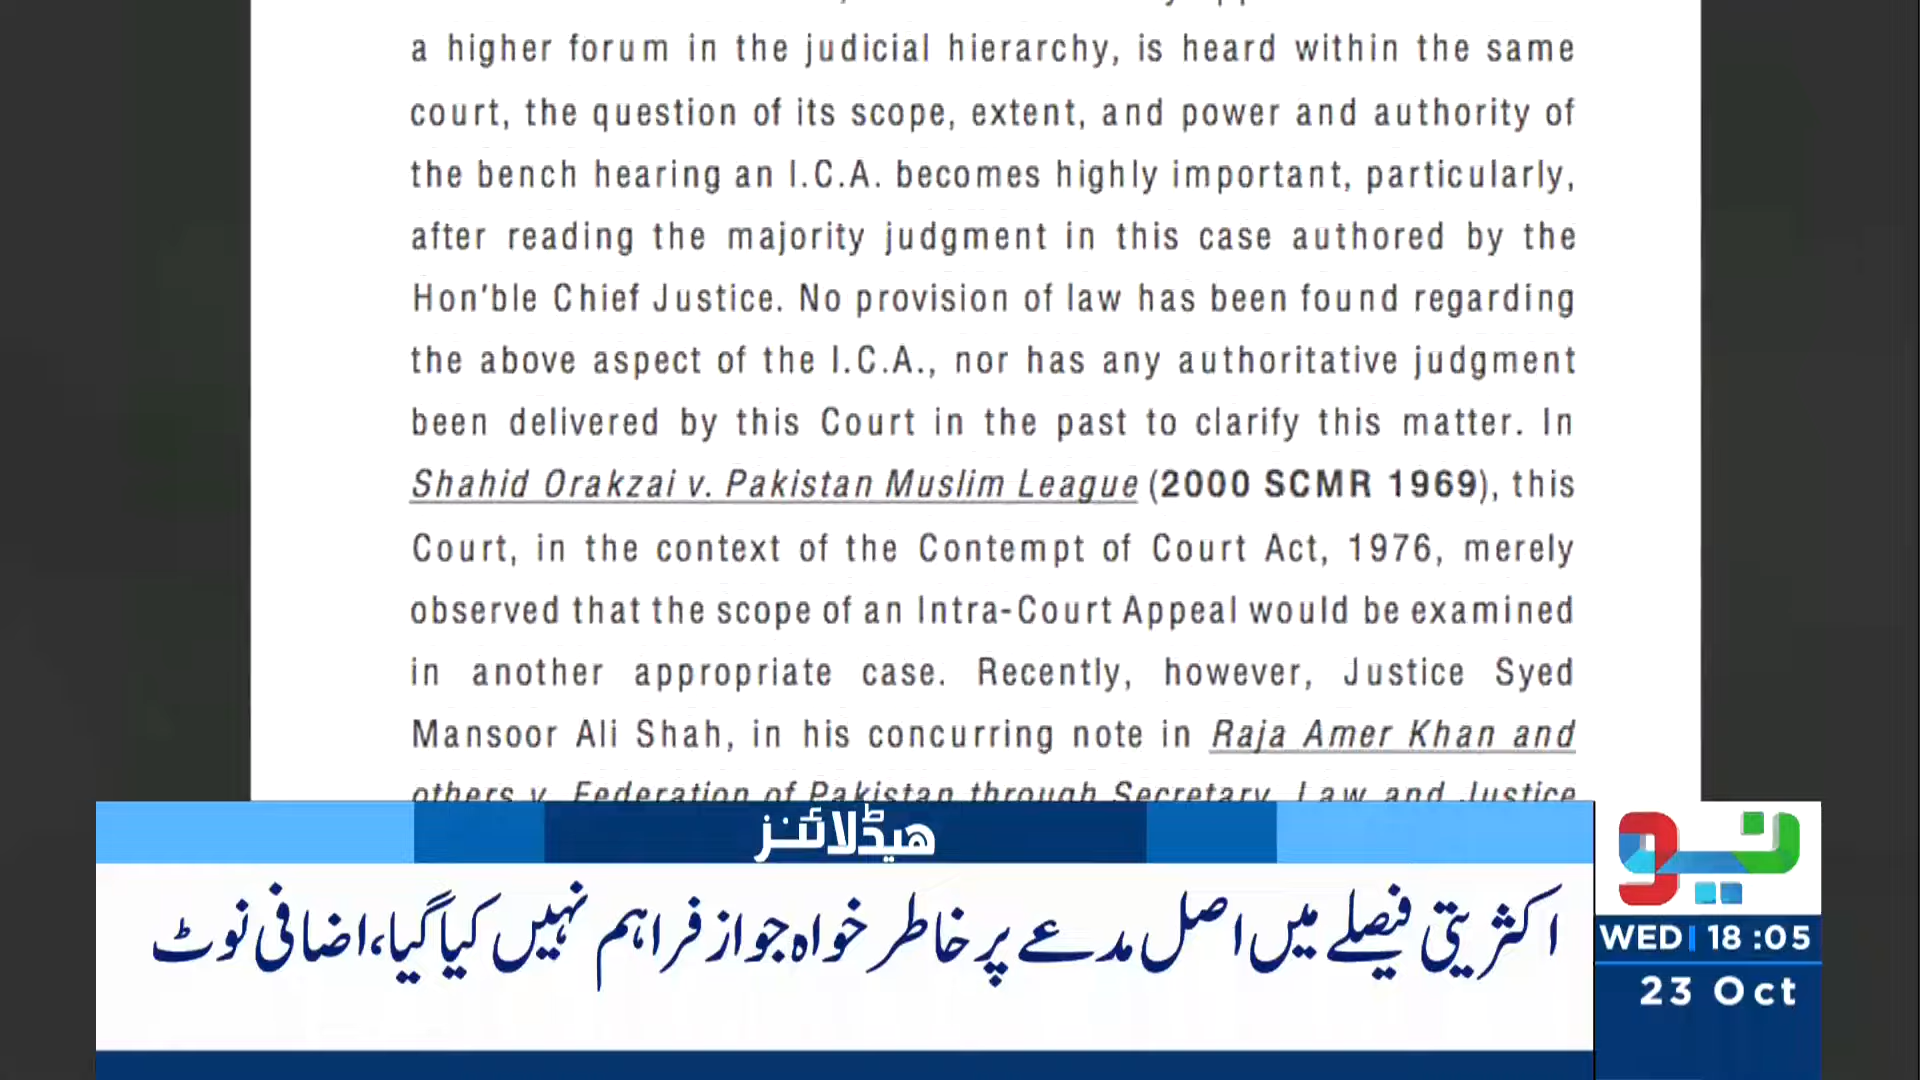 a higher forum in the judicial hierarchy, is heard within the same
court, the question of its scope, extent, and power and authority of
the bench hearing an I.C.A. becomes highly important, particularly,
after reading the majority judgment in this case authored by the
Hon'ble Chief Justice. No provision of law has been found regarding
the above aspect of the I.C.A., nor has any authoritative judgment
been delivered by this Court in the past to clarify this matter. In
Shahid Orakzai v. Pakistan Muslim League (2000 SCMR 1969), this
Court, in the context of the Contempt of Court Act, 1976, merely
observed that the scope of an Intra-Court Appeal would be examined
in another appropriate case. Recently, however, Justice Syed
Mansoor Ali Shah, in his concurring note in Raja Amer Khan and
others v. Federation of Pakistan through Secretary, Law and Justice
ہیڈلائنز
اکثریتی فیصلے میں اصل مدعے پر خاطر خواہ جواز فراہم نہیں کیا گیا، اضافی نوٹ
نیو
WED 18:05
23 Oct